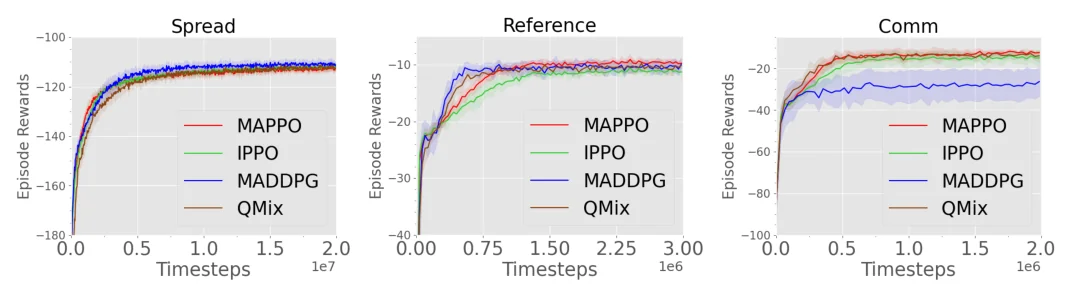 Spread
Episode Rewards
−100
−120
−140
−160
−180
MAPPO
IPPO
MADDPG
QMix
0.0 0.5 1.0 1.5 2.0
Timesteps 1e7
Reference
Episode Rewards
−10
−20
−30
−40
MAPPO
IPPO
MADDPG
QMix
0.00 0.75 1.50 2.25 3.00
Timesteps 1e6
Comm
Episode Rewards
−20
−40
−60
−80
−100
MAPPO
IPPO
MADDPG
QMix
0.0 0.5 1.0 1.5 2.0
Timesteps 1e6